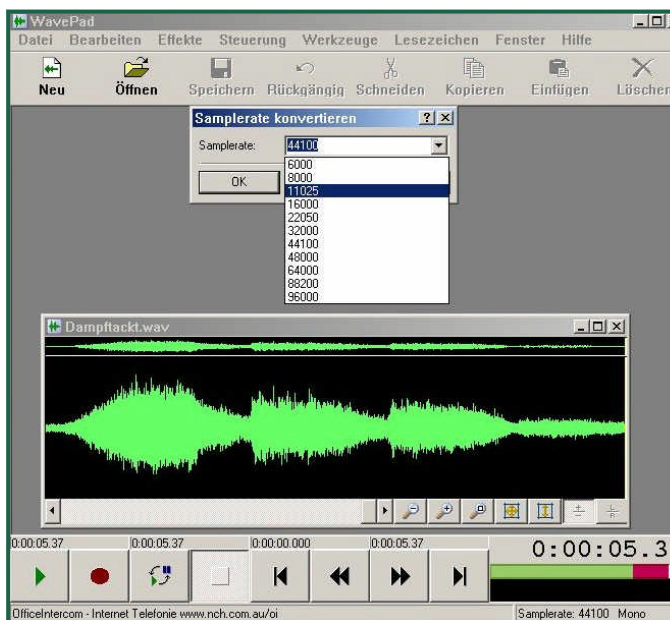 WavePad
Datei Bearbeiten Effekte Steuerung Werkzeuge Lesezeichen Fenster Hilfe
Neu Öffnen Speichern Rückgängig Schneiden Kopieren Einfügen Löschen
Samplerate konvertieren
Samplerate: 44100
OK
6000
8000
11025
16000
22050
32000
44100
48000
64000
88200
96000
Dampftackt.wav
0:00:05.37 0:00:05.37 0:00:00.000 0:00:05.37
0:00:05.3
OfficeIntercom - Internet Telefonie www.nch.com.au/oi Samplerate: 44100 Mono